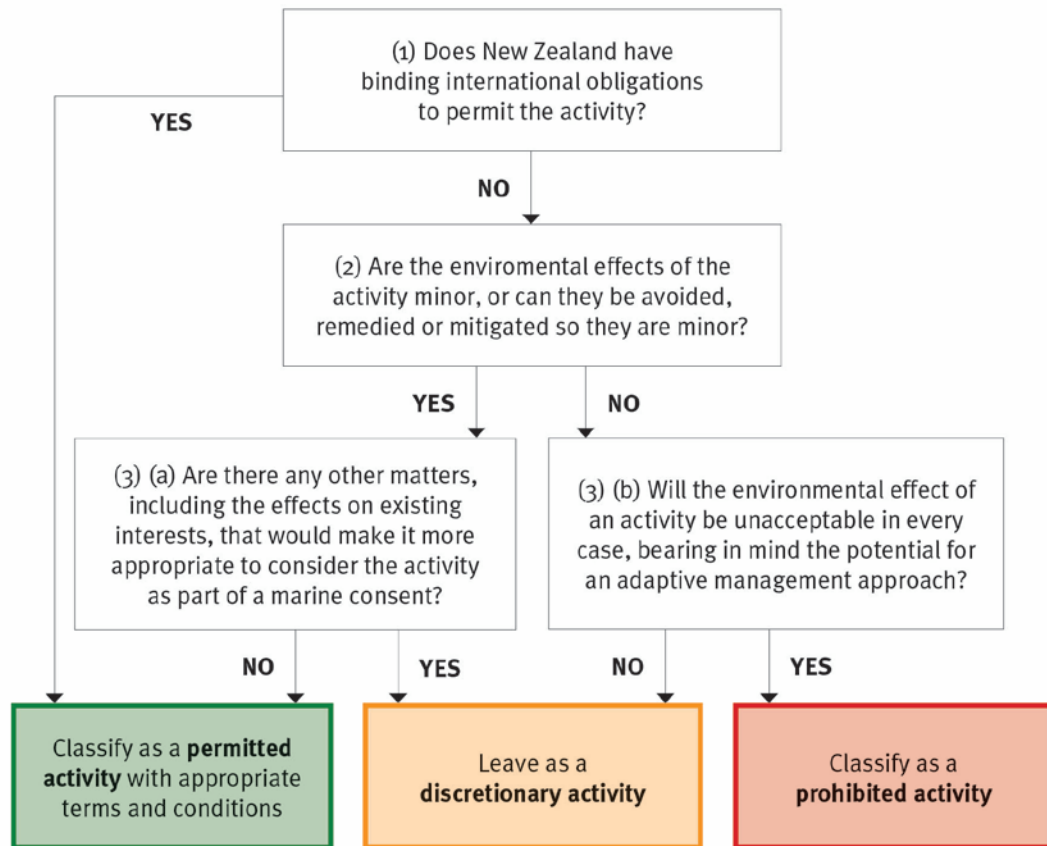 (1) Does New Zealand have
binding international obligations
to permit the activity?
YES
NO
(2) Are the enviromental effects of the
activity minor, or can they be avoided,
remedied or mitigated so they are minor?
YES
NO
(3) (a) Are there any other matters,
including the effects on existing
interests, that would make it more
appropriate to consider the activity
as part of a marine consent?
(3) (b) Will the environmental effect of
an activity be unacceptable in every
case, bearing in mind the potential for
an adaptive management approach?
NO
YES
NO
YES
Classify as a permitted
activity with appropriate
terms and conditions
Leave as a
discretionary activity
Classify as a
prohibited activity